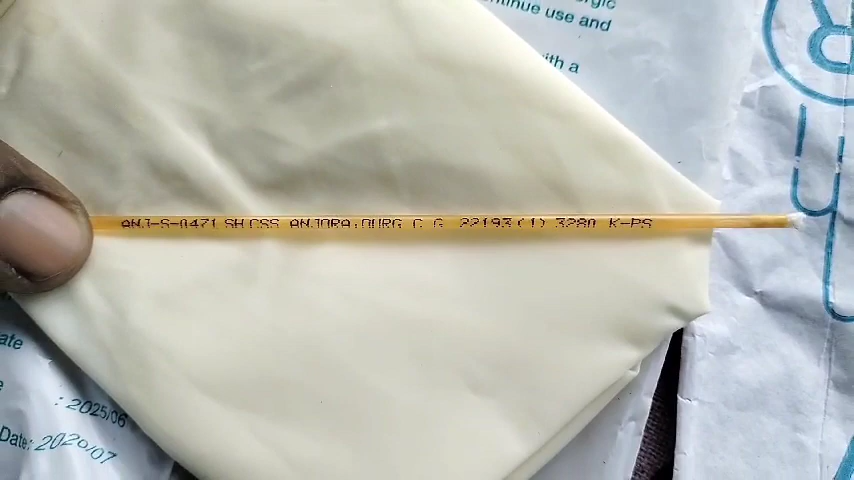 ntinue use and
ith a
ANJ-S-0471 SH CSS ANJORA,DURG C G 22193(1) 3280 K-PS
ate
: 2025/06
Date: 2020/07